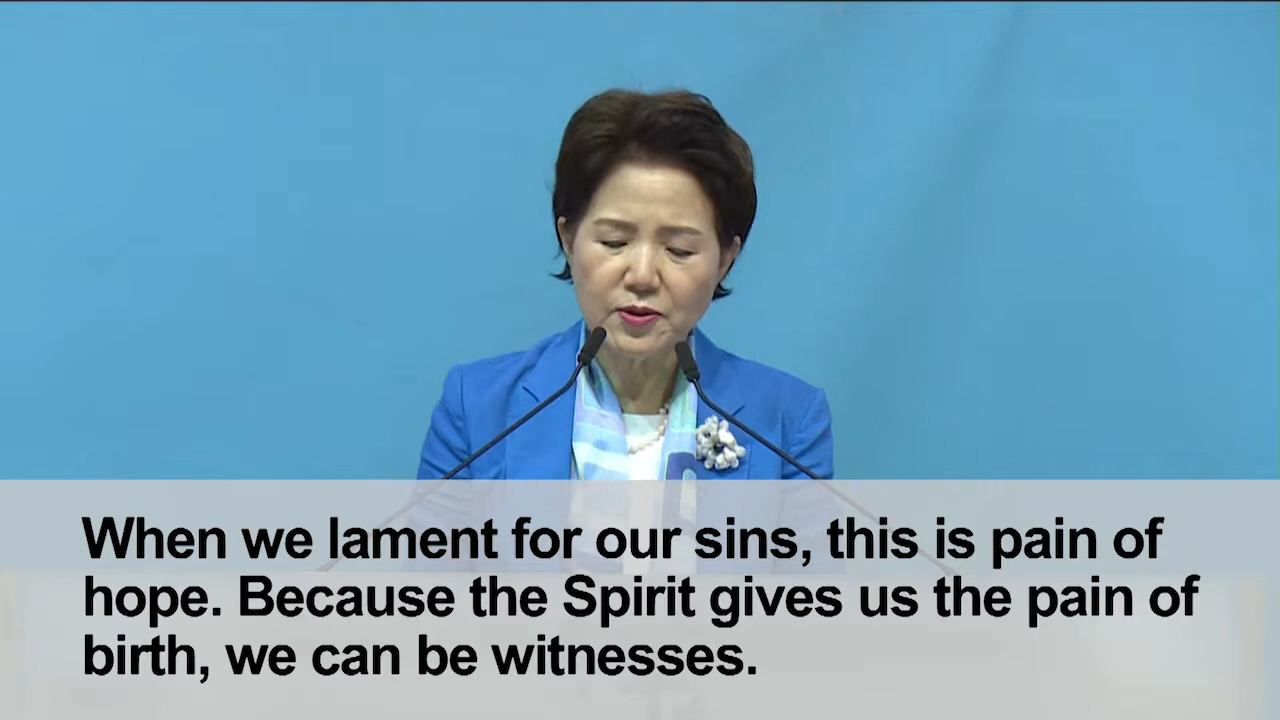 When we lament for our sins, this is pain of
hope. Because the Spirit gives us the pain of
birth, we can be witnesses.